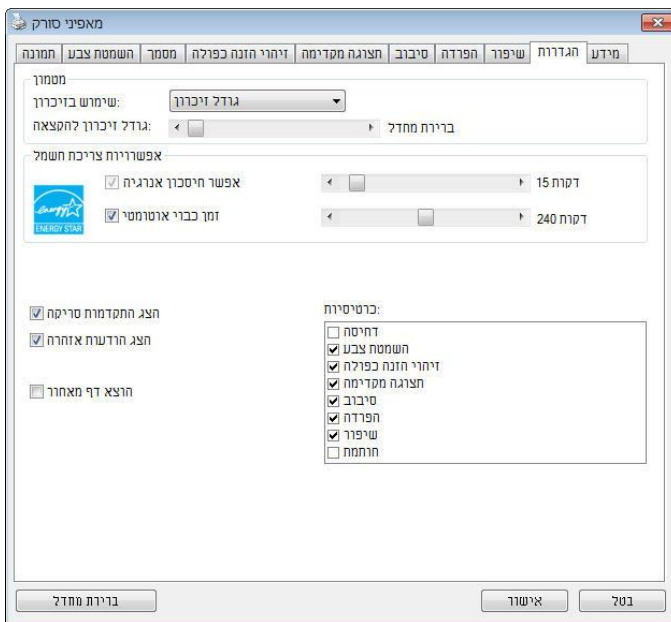 מאפיני סורק
תמונה השמטת צבע מסמך זיהוי הזנה כפולה תצוגה מקדימה סיבוב הפרדה שיפור הגדרות מידע
מטמון
שימוש בזיכרון: גודל זיכרון
גודל זיכרון להקצאה: ברירת מחדל
אפשרויות צריכת חשמל
אפשר חיסכון אנרגיה 15 דקות
זמן כבוי אוטומטי 240 דקות
energy
ENERGY STAR
הצג התקדמות סריקה
הצג הודעות אזהרה
הוצא דף מאחור
כרטיסיות:
דחיסה
השמטת צבע
זיהוי הזנה כפולה
תצוגה מקדימה
סיבוב
הפרדה
שיפור
חותמת
ברירת מחדל אישור בטל